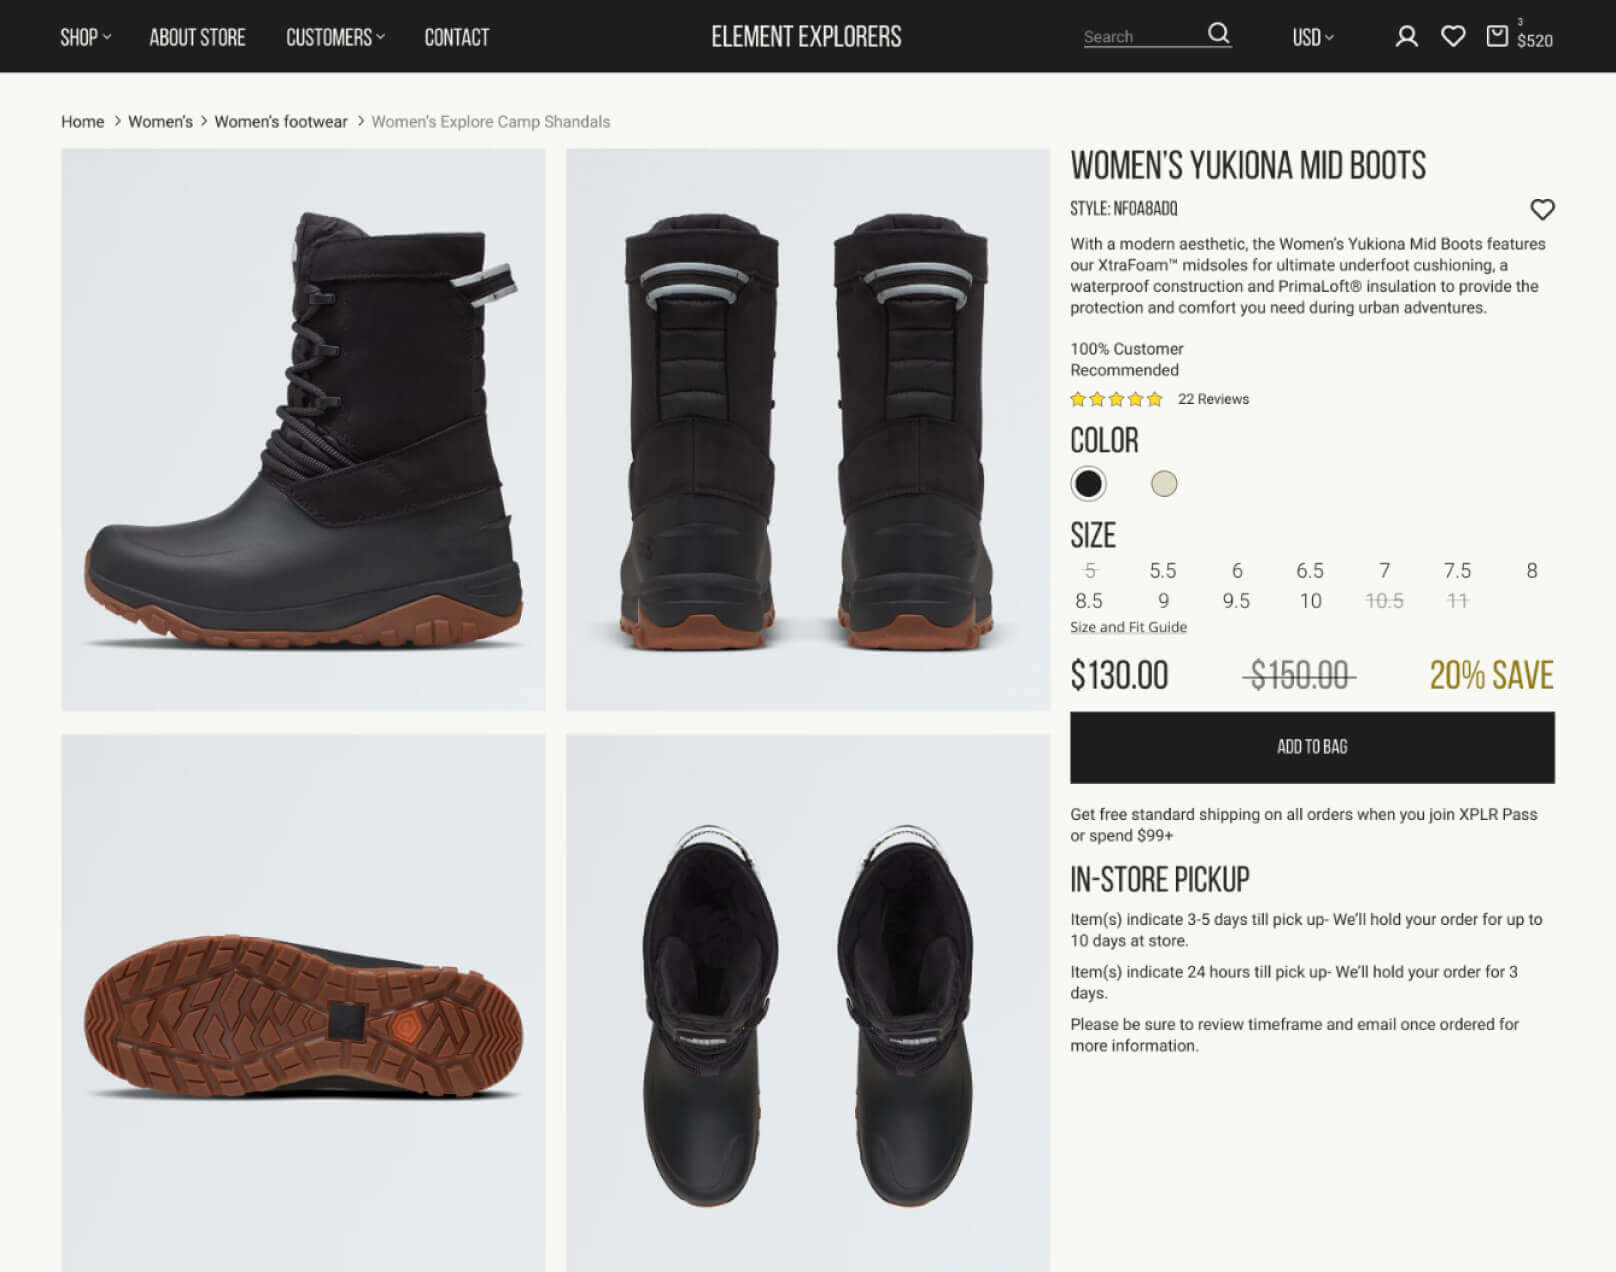 SHOP
ABOUT STORE
CUSTOMERS
CONTACT
ELEMENT EXPLORERS
Search
USD
3
$520
Home > Women's > Women's footwear > Women's Explore Camp Shandals
WOMEN'S YUKIONA MID BOOTS
STYLE: NF0A8ADQ
With a modern aesthetic, the Women's Yukiona Mid Boots features
our XtraFoam™ midsoles for ultimate underfoot cushioning, a
waterproof construction and PrimaLoft® insulation to provide the
protection and comfort you need during urban adventures.
100% Customer
Recommended
22 Reviews
COLOR
SIZE
5 5.5 6 6.5 7 7.5 8
8.5 9 9.5 10 10.5 11
Size and Fit Guide
$130.00 $150.00 20% SAVE
ADD TO BAG
Get free standard shipping on all orders when you join XPLR Pass
or spend $99+
IN-STORE PICKUP
Item(s) indicate 3-5 days till pick up- We'll hold your order for up to
10 days at store.
Item(s) indicate 24 hours till pick up- We'll hold your order for 3
days.
Please be sure to review timeframe and email once ordered for
more information.